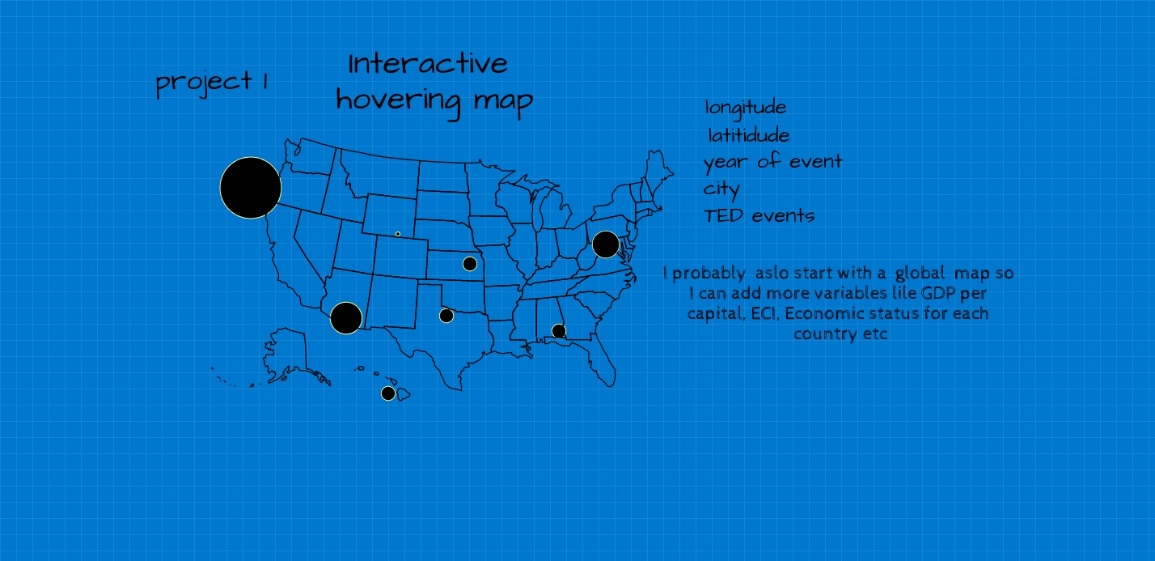 project 1
Interactive
hovering map
longitude
latitidude
year of event
city
TED events
I probably aslo start with a global map so
I can add more variables lile GDP per
capital, ECI, Economic status for each
country etc